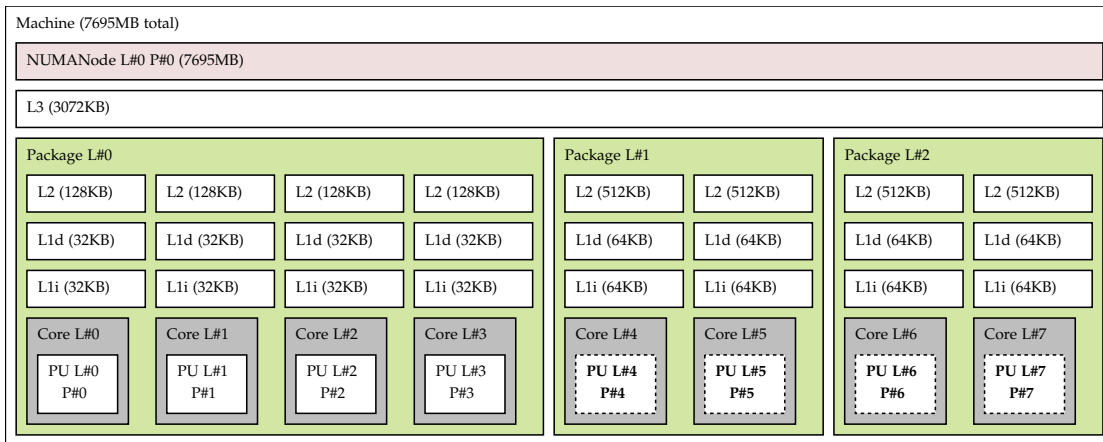 Machine (7695MB total)
NUMANode L#0 P#0 (7695MB)
L3 (3072KB)
Package L#0
L2 (128KB) L2 (128KB) L2 (128KB) L2 (128KB)
L1d (32KB) L1d (32KB) L1d (32KB) L1d (32KB)
L1i (32KB) L1i (32KB) L1i (32KB) L1i (32KB)
Core L#0 Core L#1 Core L#2 Core L#3
PU L#0 PU L#1 PU L#2 PU L#3
P#0 P#1 P#2 P#3
Package L#1
L2 (512KB) L2 (512KB)
L1d (64KB) L1d (64KB)
L1i (64KB) L1i (64KB)
Core L#4 Core L#5
PU L#4 PU L#5
P#4 P#5
Package L#2
L2 (512KB) L2 (512KB)
L1d (64KB) L1d (64KB)
L1i (64KB) L1i (64KB)
Core L#6 Core L#7
PU L#6 PU L#7
P#6 P#7